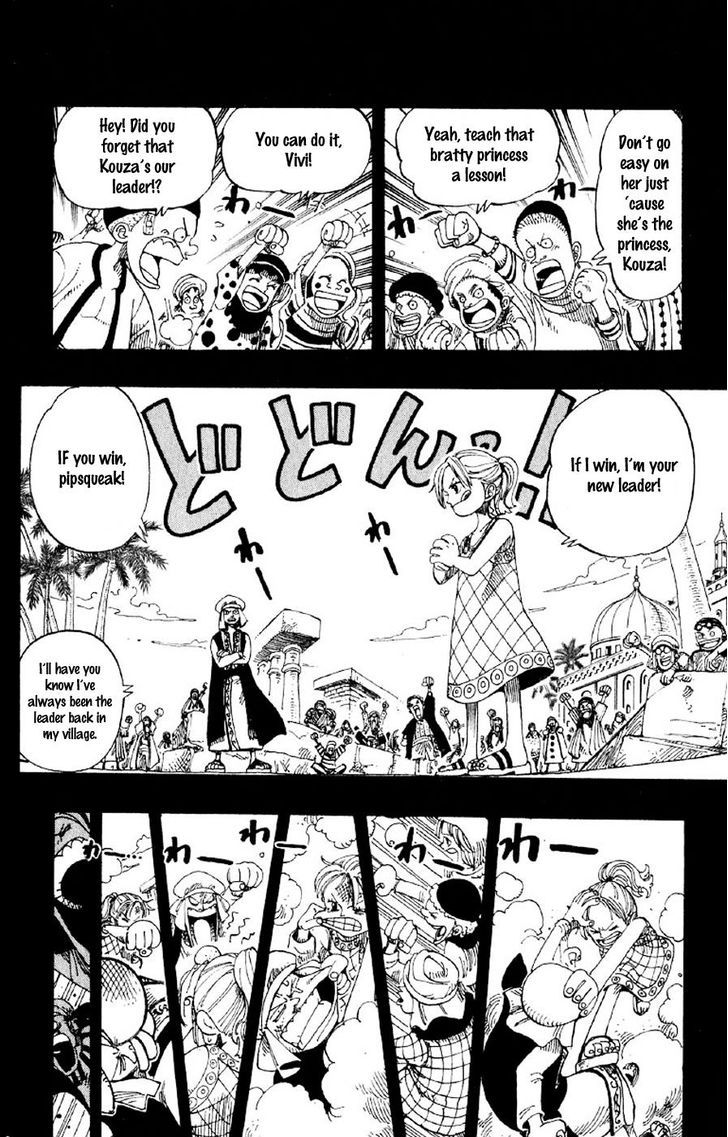 Don't go
easy on
her just
'cause
she's the
princess,
Kouza!
Yeah, teach that
bratty princess
a lesson!
わー
You can do it,
Vivi!
わー
Hey! Did you
forget that
Kouza's our
leader!?
If I win, I'm your
new leader!
どどんっ!!
IF you win,
pipsqueak!
わー
わー
I'll have you
know I've
always been the
leader back in
my village.
わー
わー
わー
わー